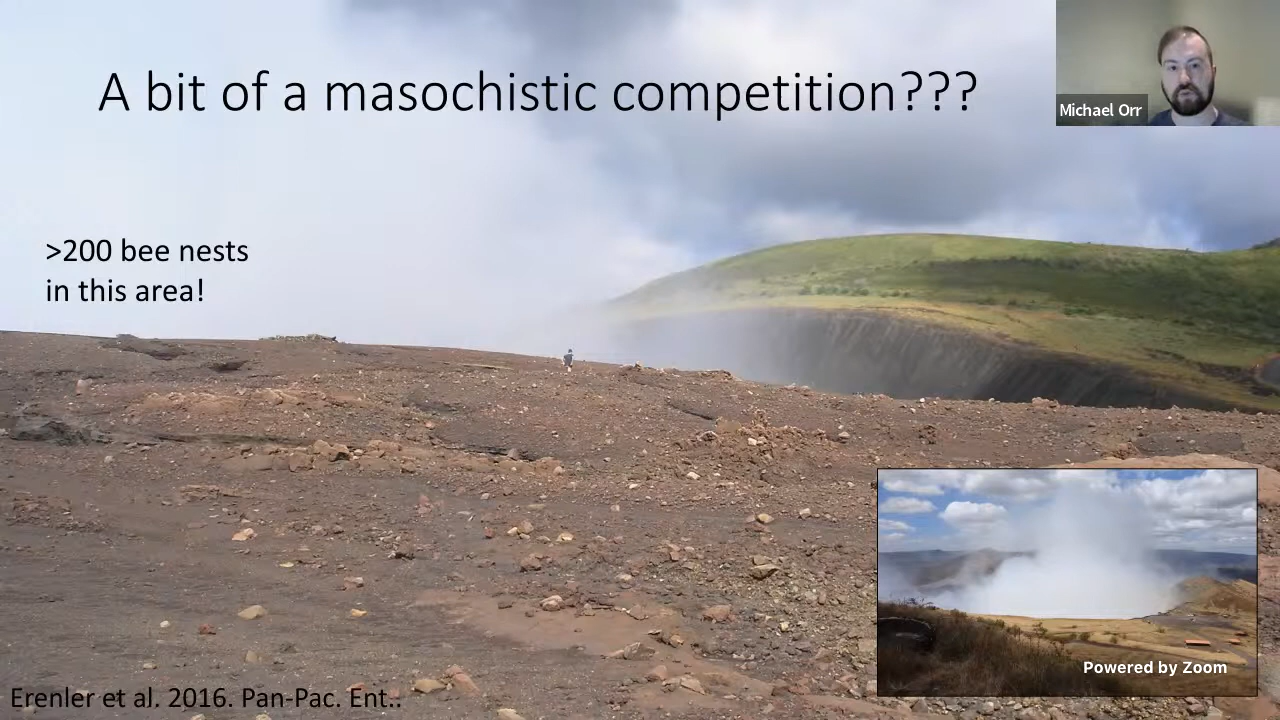 A bit of a masochistic competition???
Michael Orr
>200 bee nests
in this area!
Powered by Zoom
Erenler et al. 2016. Pan-Pac. Ent..